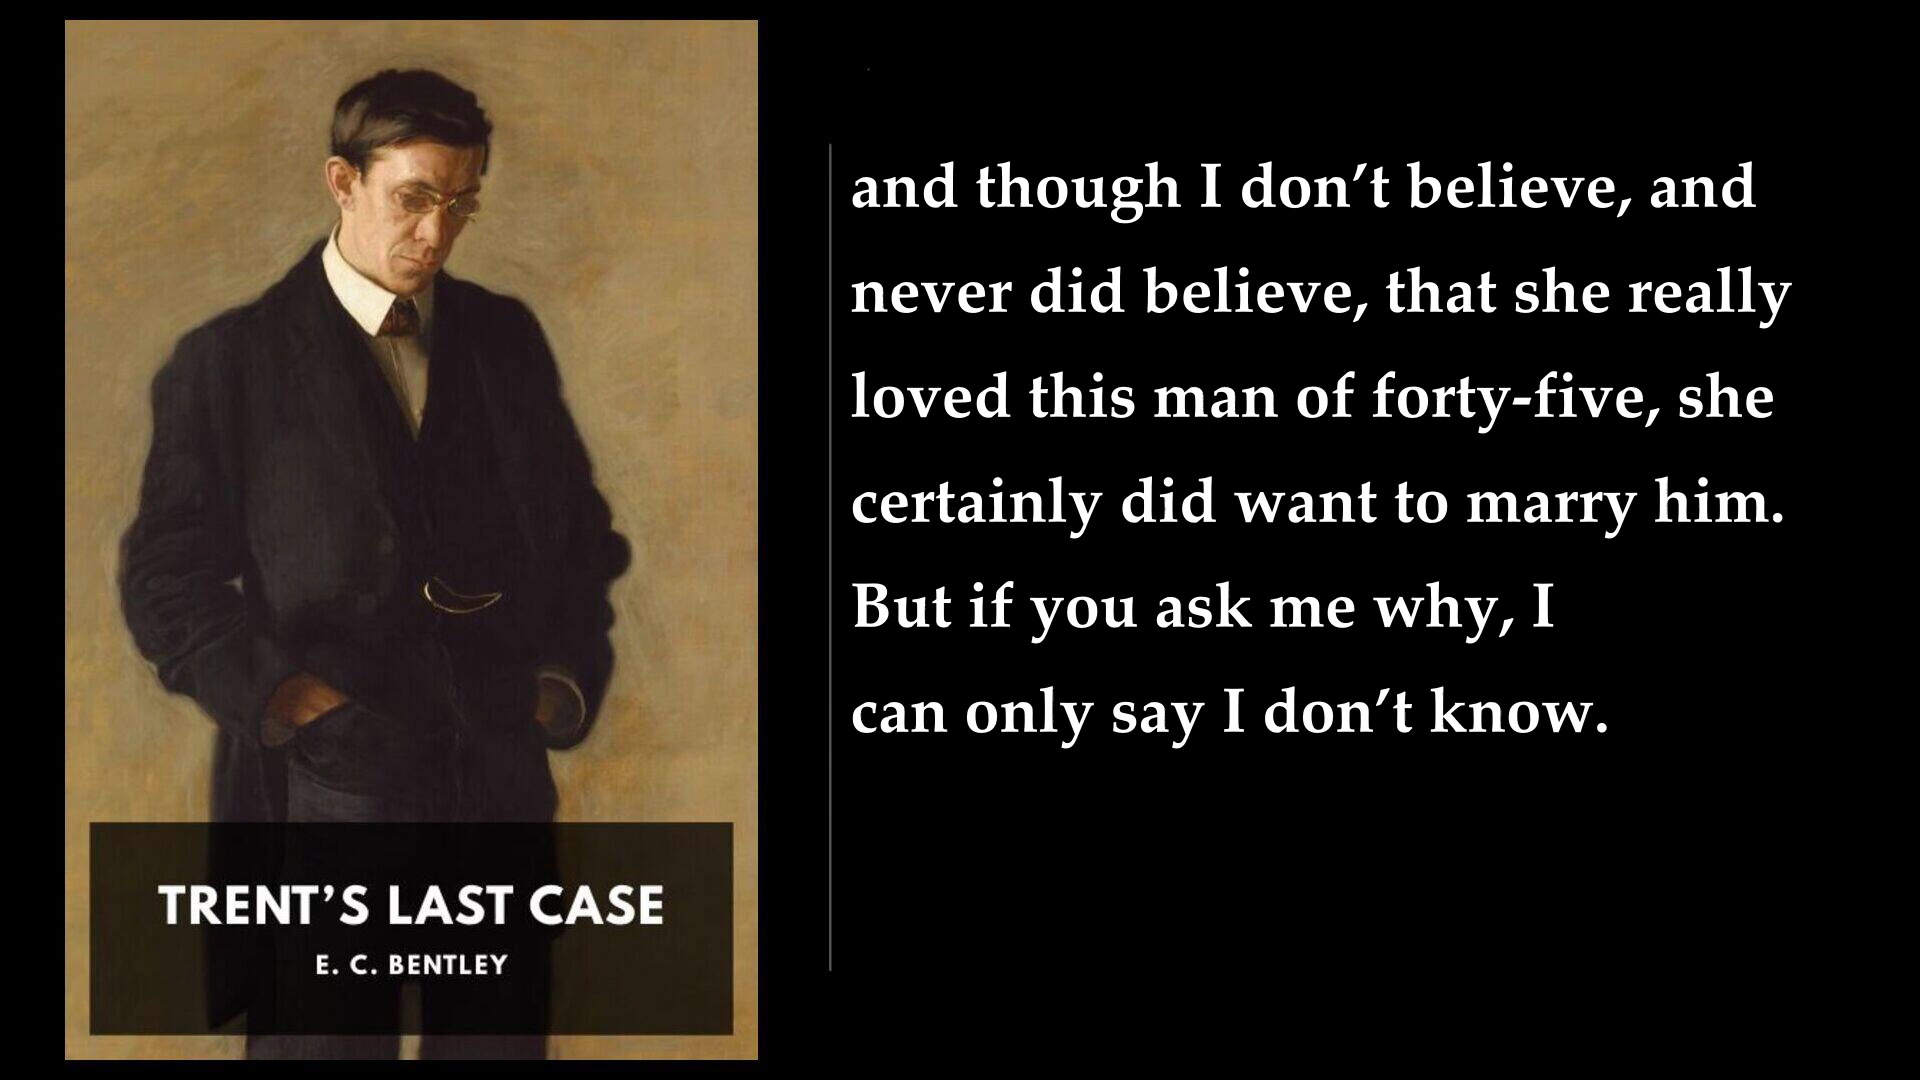 and though I don’t believe, and
never did believe, that she really
loved this man of forty-five, she
certainly did want to marry him.
But if you ask me why, I
can only say I don’t know.
TRENT’S LAST CASE
E. C. BENTLEY